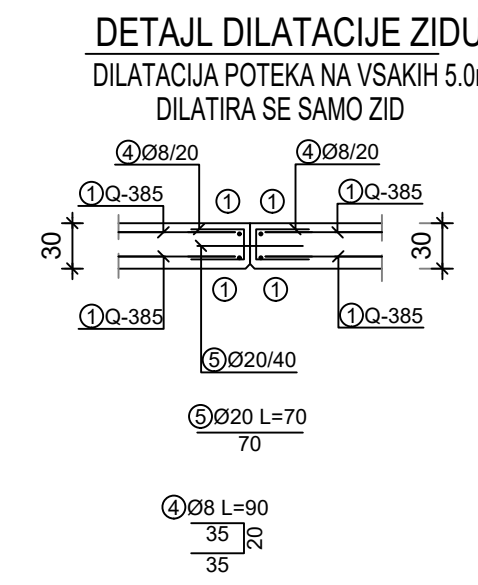 DETAJL DILATACIJE ZIDU
DILATACIJA POTEKA NA VSAKIH 5.0
DILATIRA SE SAMO ZID
④Ø8/20 ④Ø8/20
①Q-385 ① ① ①Q-385
30 30
①Q-385 ① ① ①Q-385
⑤Ø20/40
⑤Ø20 L=70
70
④Ø8 L=90
35
20
35